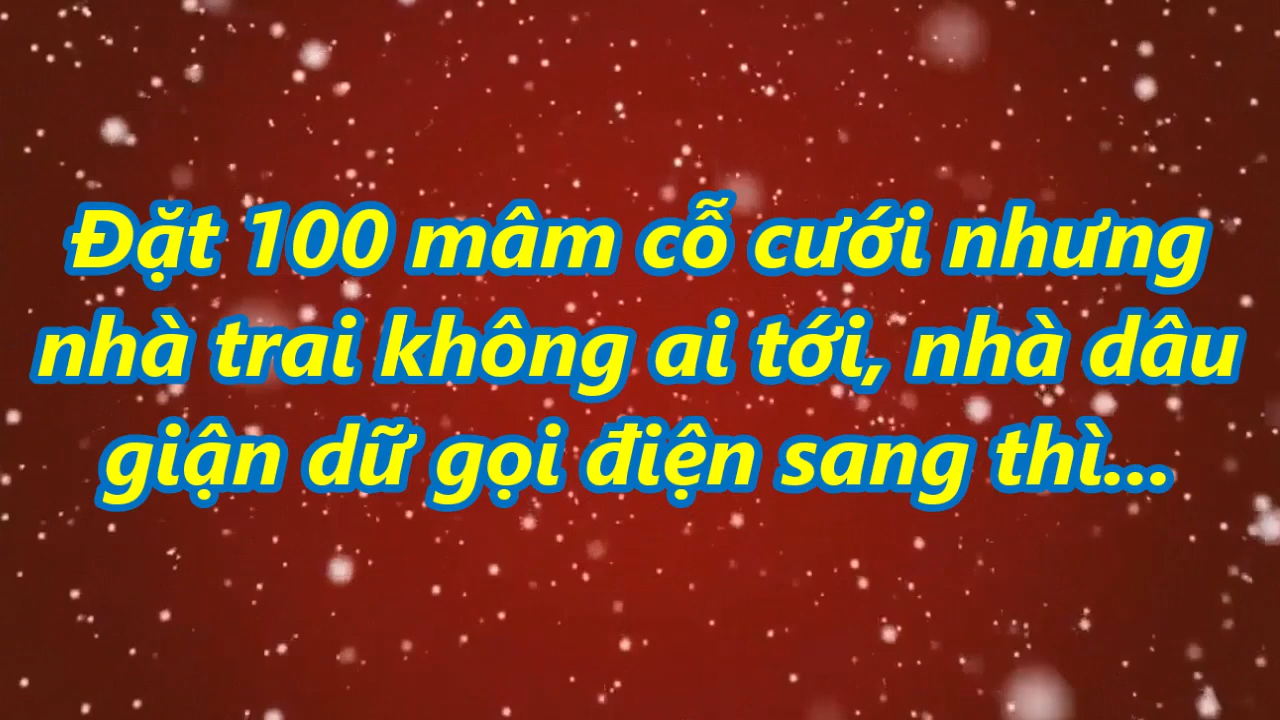 Đặt 100 mâm cỗ cưới nhưng
nhà trai không ai tới, nhà dâu
giận dữ gọi điện sang thì...